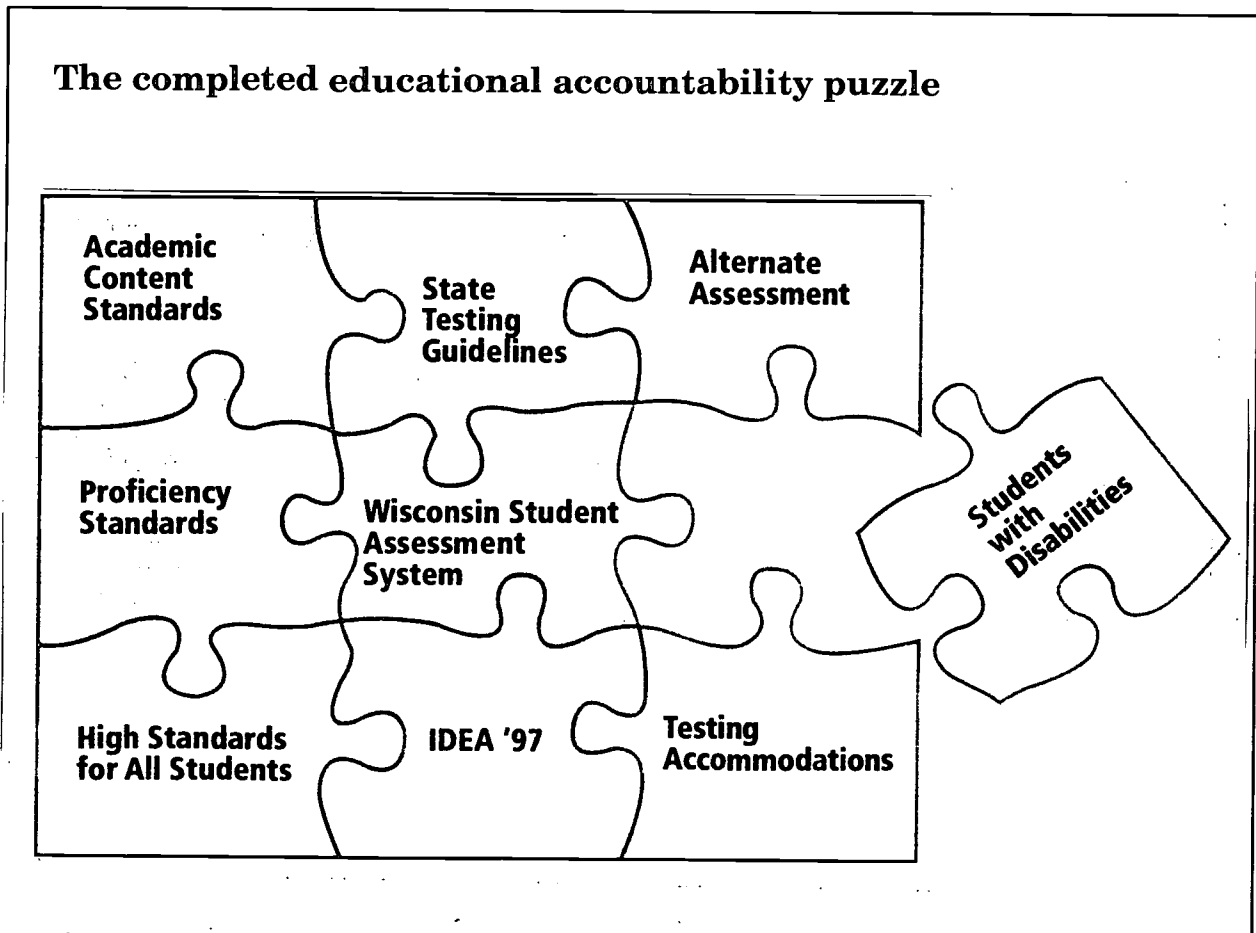 The completed educational accountability puzzle
Academic
Content
Standards
State
Testing
Guidelines
Alternate
Assessment
Proficiency
Standards
Wisconsin Student
Assessment
System
Students
with
Disabilities
High Standards
for All Students
IDEA '97
Testing
Accommodations